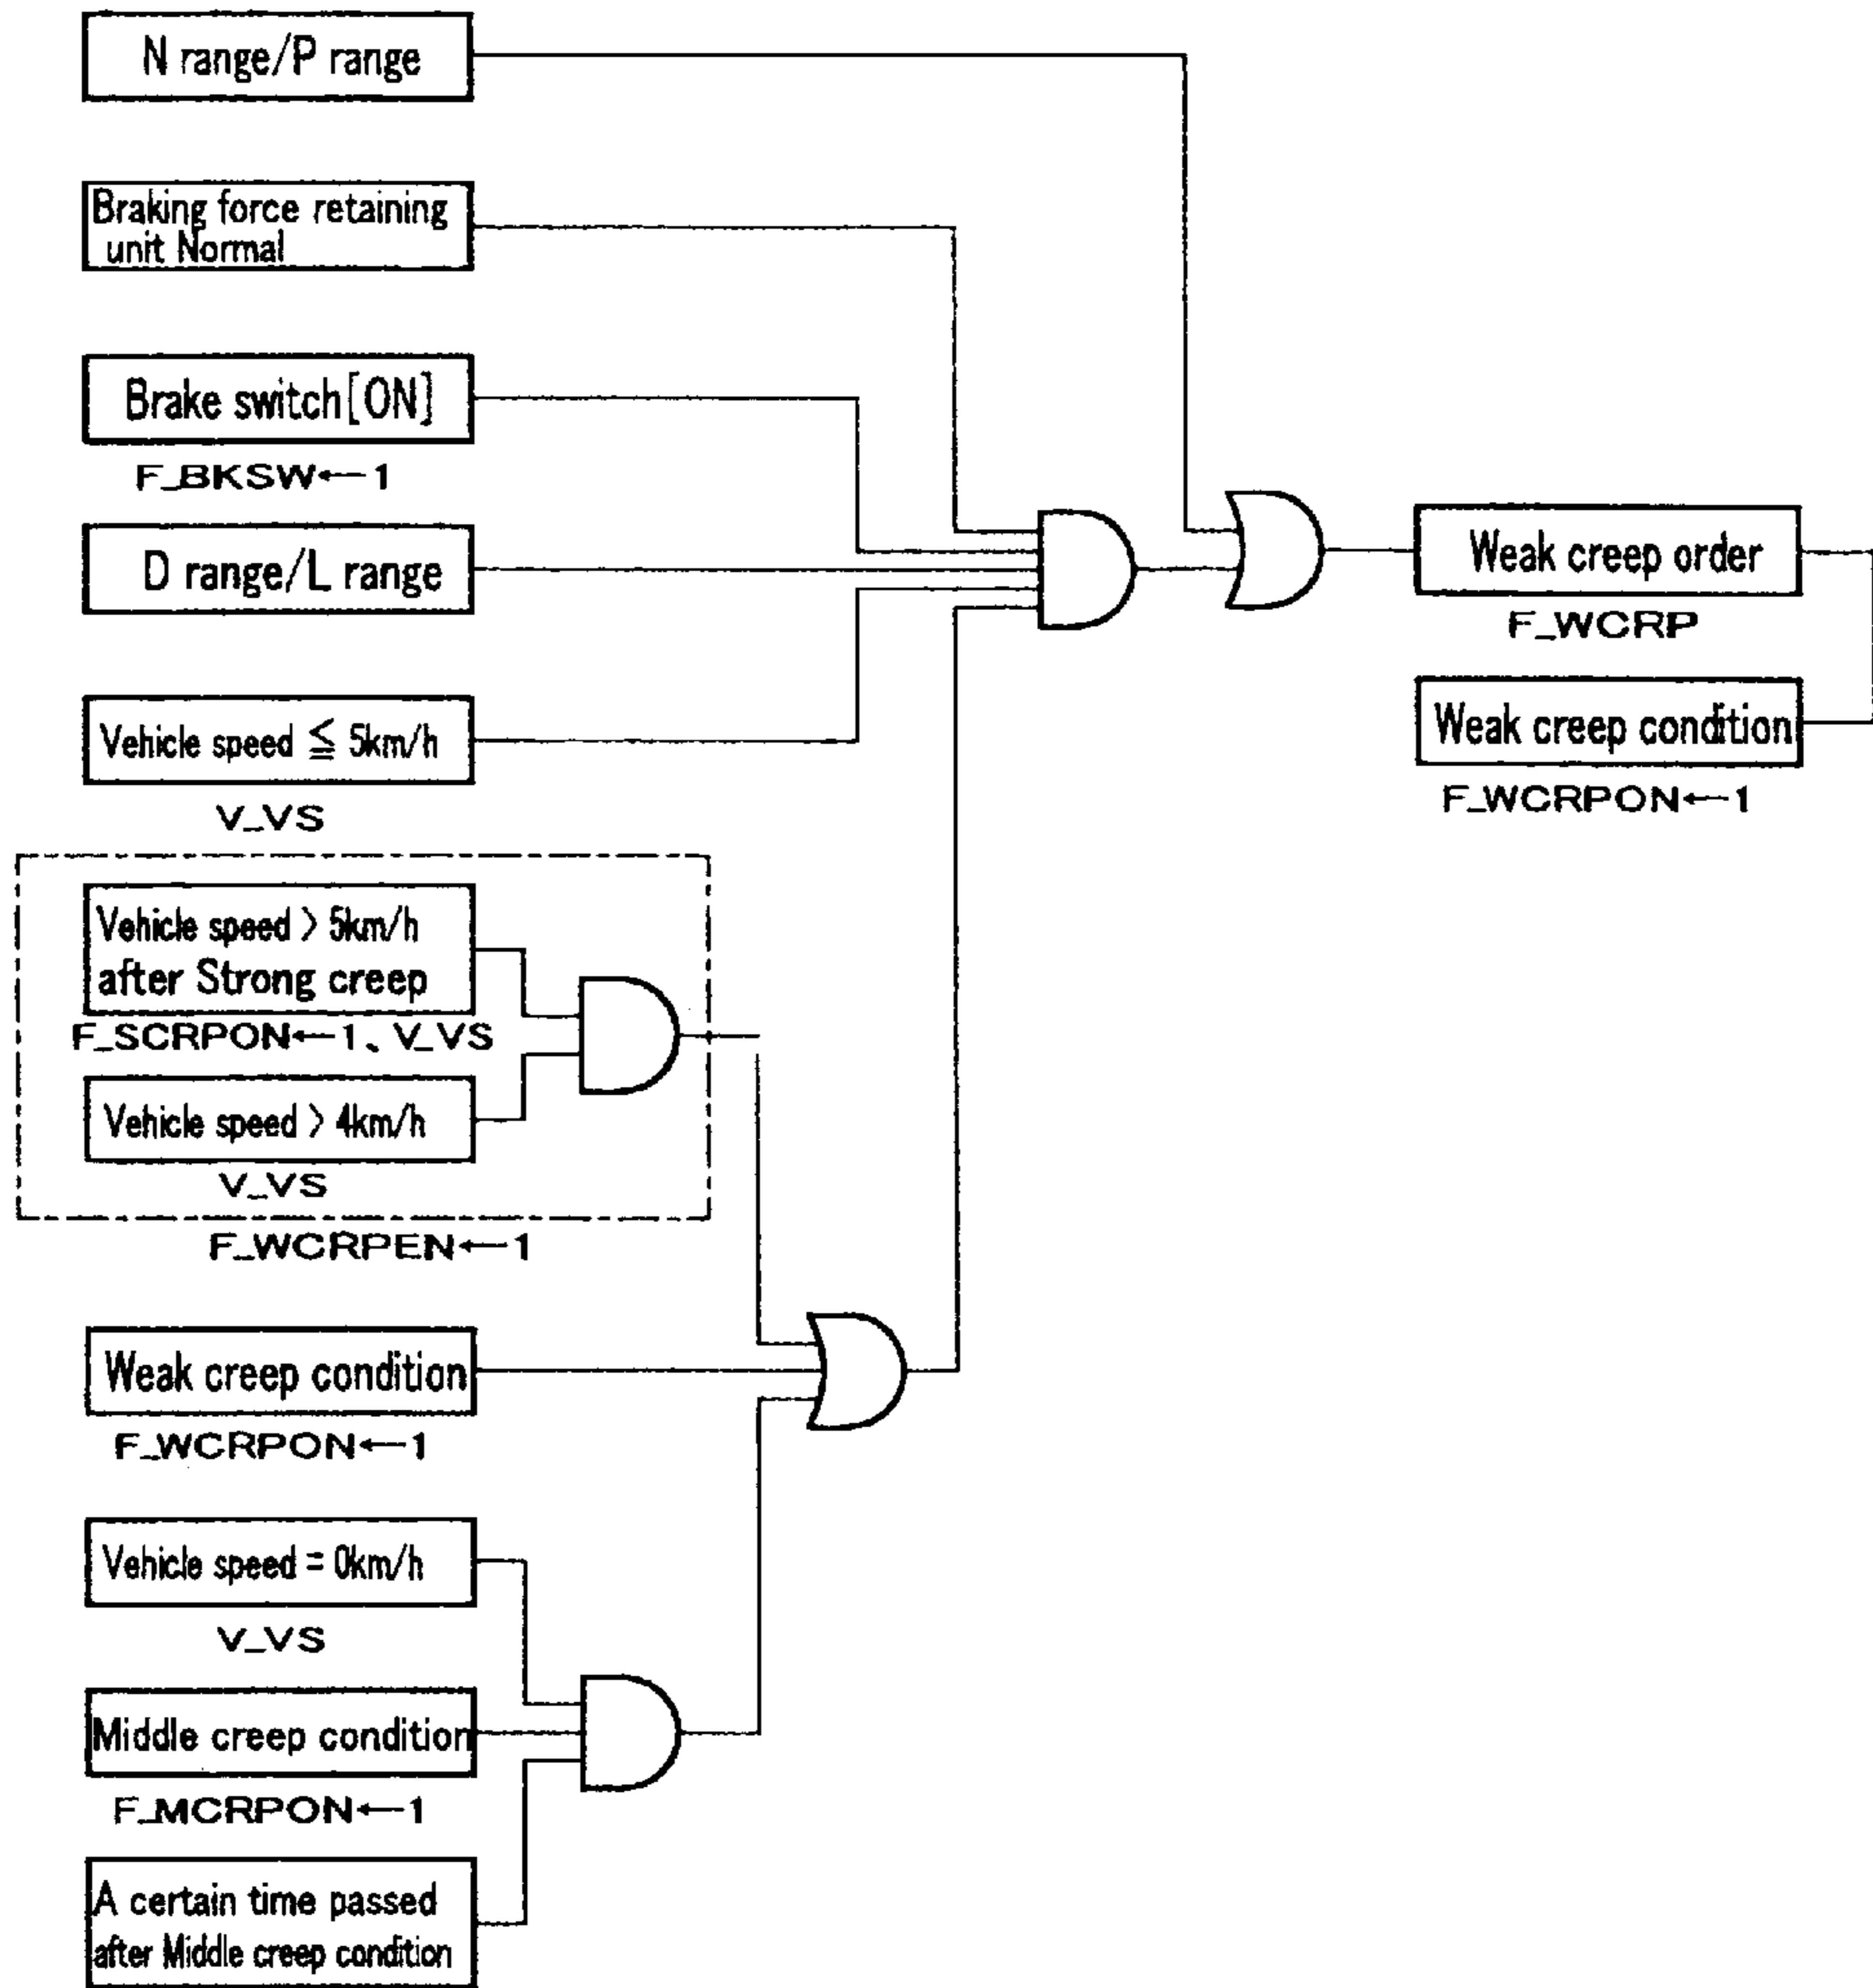 N range/P range
Braking force retaining
unit Normal
Brake switch[ON]
F_BKSW←1
D range/L range
Weak creep order
F_WCRP
Vehicle speed ≦ 5km/h
V_VS
Weak creep condition
F_WCRPON←1
Vehicle speed > 5km/h
after Strong creep
F_SCRPON←1、V_VS
Vehicle speed > 4km/h
V_VS
F_WCRPEN←1
Weak creep condition
F_WCRPON←1
Vehicle speed = 0km/h
V_VS
Middle creep condition
F_MCRPON←1
A certain time passed
after Middle creep condition